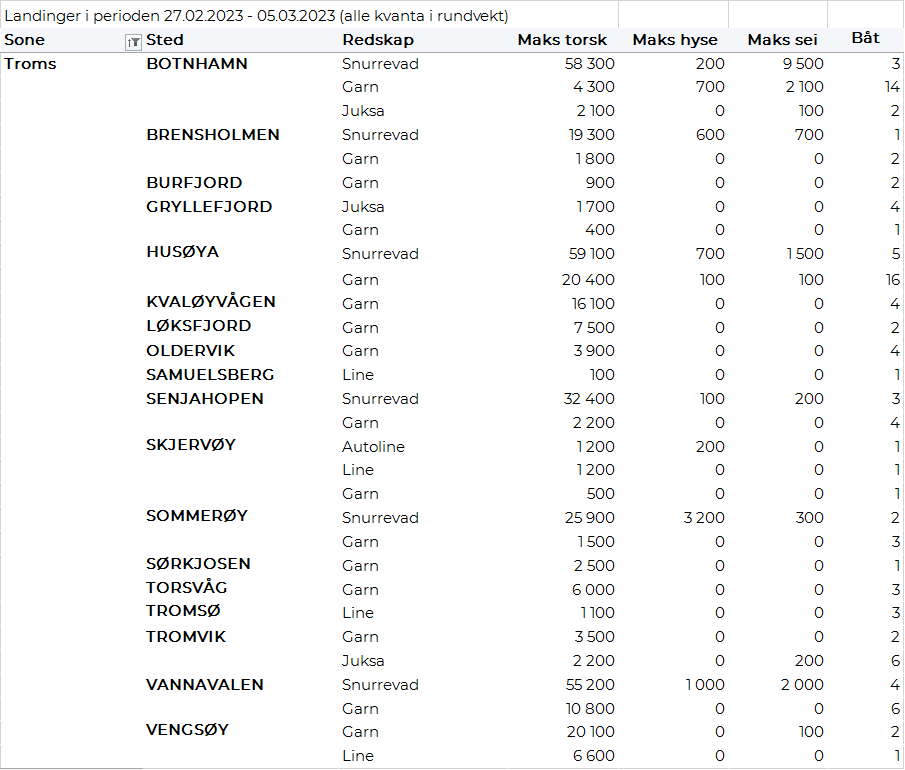 Landinger i perioden 27.02.2023 - 05.03.2023 (alle kvanta i rundvekt)
Sone Sted Redskap Maks torsk Maks hyse Maks sei Båt
Troms BOTNHAMN Snurrevad 58 300 200 9 500 3
Garn 4 300 700 2 100 14
Juksa 2 100 0 100 2
BRENSHOLMEN Snurrevad 19 300 600 700 1
Garn 1 800 0 0 2
BURFJORD Garn 900 0 0 2
GRYLLEFJORD Juksa 1 700 0 0 4
Garn 400 0 0 1
HUSØYA Snurrevad 59 100 700 1 500 5
Garn 20 400 100 100 16
KVALØYVÅGEN Garn 16 100 0 0 4
LØKSFJORD Garn 7 500 0 0 2
OLDERVIK Garn 3 900 0 0 4
SAMUELSBERG Line 100 0 0 1
SENJAHOPEN Snurrevad 32 400 100 200 3
Garn 2 200 0 0 4
SKJERVØY Autoline 1 200 200 0 1
Line 1 200 0 0 1
Garn 500 0 0 1
SOMMERØY Snurrevad 25 900 3 200 300 2
Garn 1 500 0 0 3
SØRKJOSEN Garn 2 500 0 0 1
TORSVÅG Garn 6 000 0 0 3
TROMSØ Line 1 100 0 0 3
TROMVIK Garn 3 500 0 0 2
Juksa 2 200 0 200 6
VANNAVALEN Snurrevad 55 200 1 000 2 000 4
Garn 10 800 0 0 6
VENGSØY Garn 20 100 0 100 2
Line 6 600 0 0 1